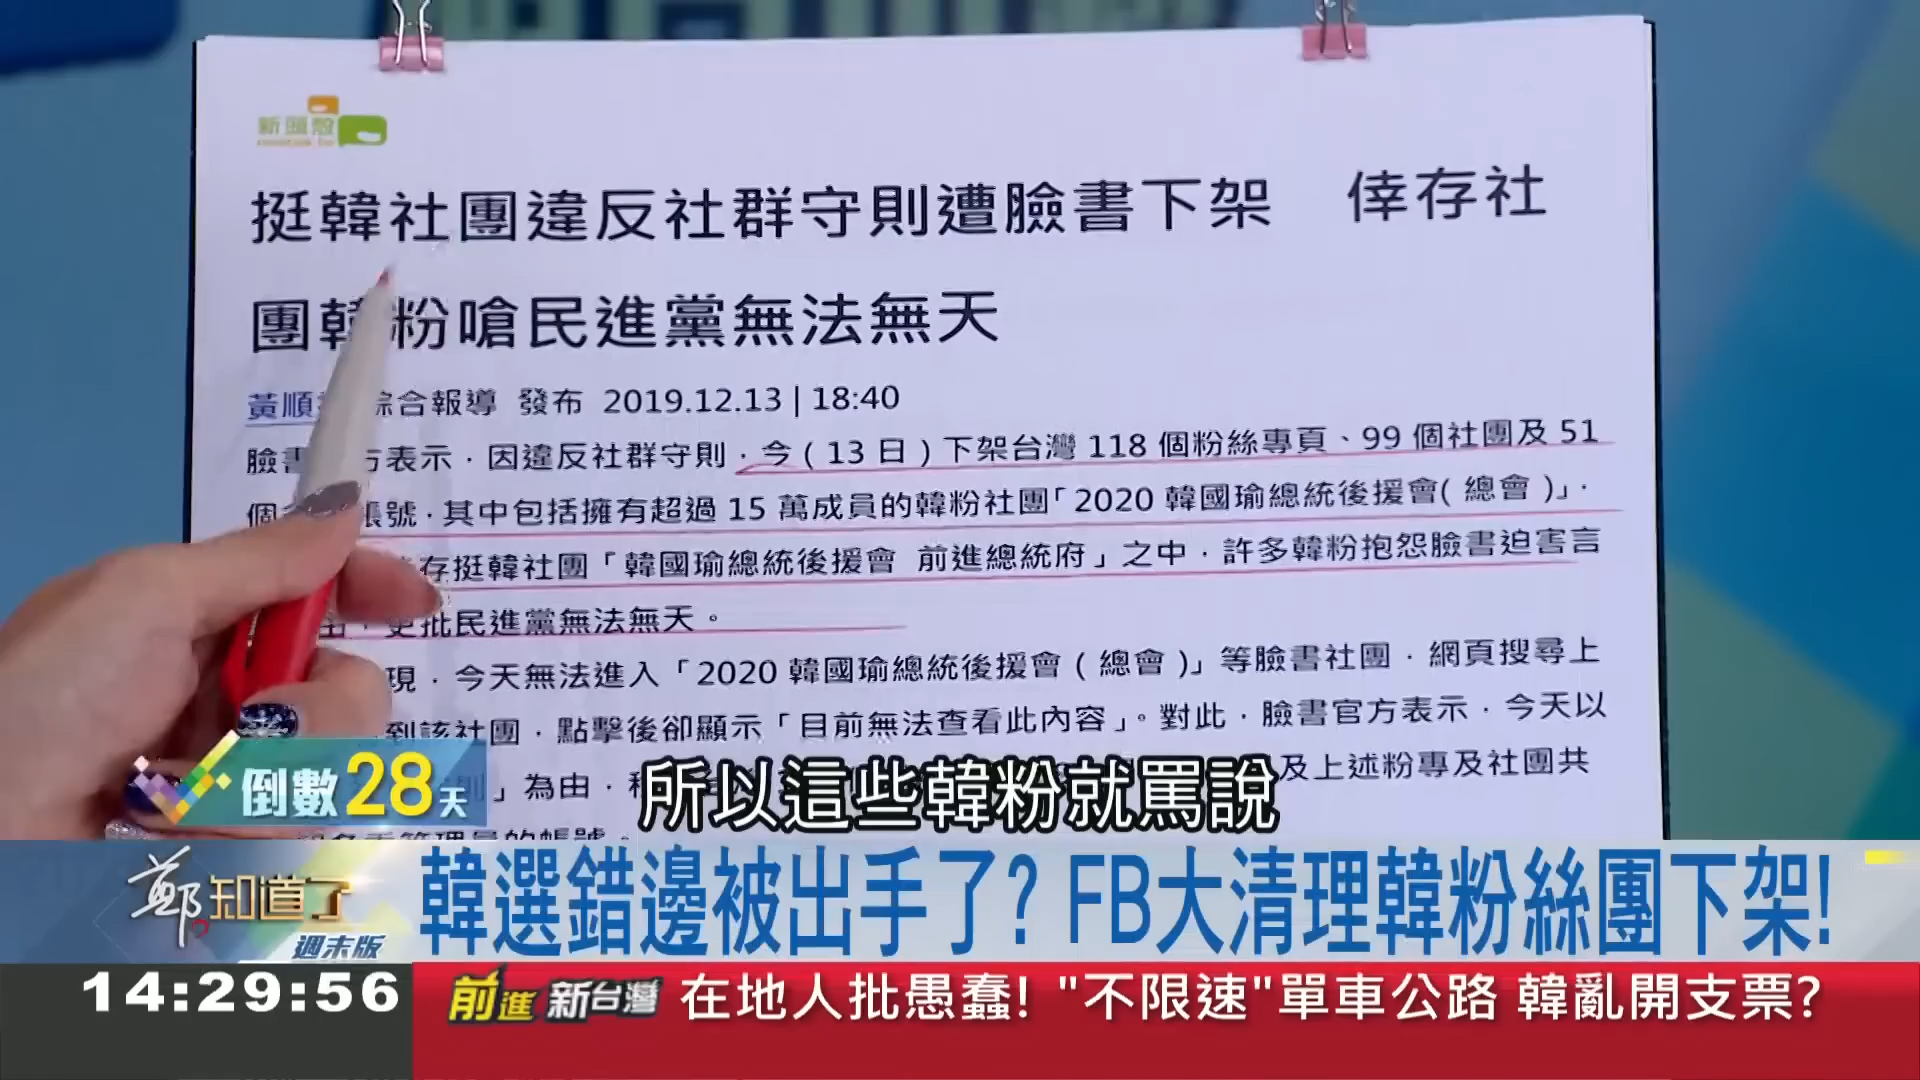 新頭殼
挺韓社團違反社群守則遭臉書下架 倖存社
團韓粉嗆民進黨無法無天
黃順 綜合報導 發布 2019.12.13 | 18:40
臉書 方表示，因違反社群守則，今(13日)下架台灣 118 個粉絲專頁、99 個社團及 51
個 帳號，其中包括擁有超過 15 萬成員的韓粉社團「2020 韓國瑜總統後援會(總會)」，
存挺韓社團「韓國瑜總統後援會 前進總統府」之中，許多韓粉抱怨臉書迫害言
由，更批民進黨無法無天。
現，今天無法進入「2020 韓國瑜總統後援會(總會)」等臉書社團，網頁搜尋上
到該社團，點擊後卻顯示「目前無法查看此內容」。對此，臉書官方表示，今天以
」為由， 及上述粉專及社團共
管理員的帳號。
所以這些韓粉就罵說
倒數28天
鄭知道了
週末版
韓選錯邊被出手了? FB大清理韓粉絲團下架!
14:29:56
前進新台灣 在地人批愚蠢! "不限速"單車公路 韓亂開支票?